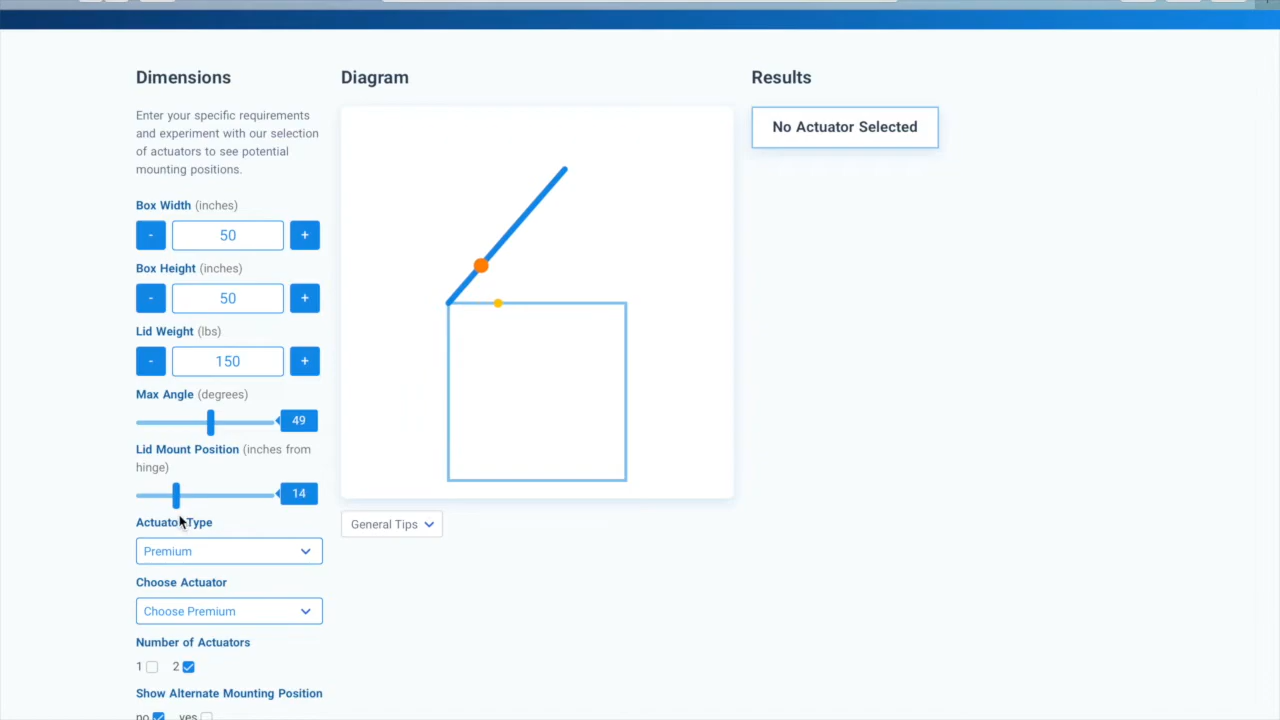 Dimensions
Enter your specific requirements
and experiment with our selection
of actuators to see potential
mounting positions.
Box Width (inches)
- 50 +
Box Height (inches)
- 50 +
Lid Weight (lbs)
- 150 +
Max Angle (degrees)
49
Lid Mount Position (inches from
hinge)
14
Actuator Type
Premium
Choose Actuator
Choose Premium
Number of Actuators
1 2
Show Alternate Mounting Position
no yes
Diagram
General Tips
Results
No Actuator Selected